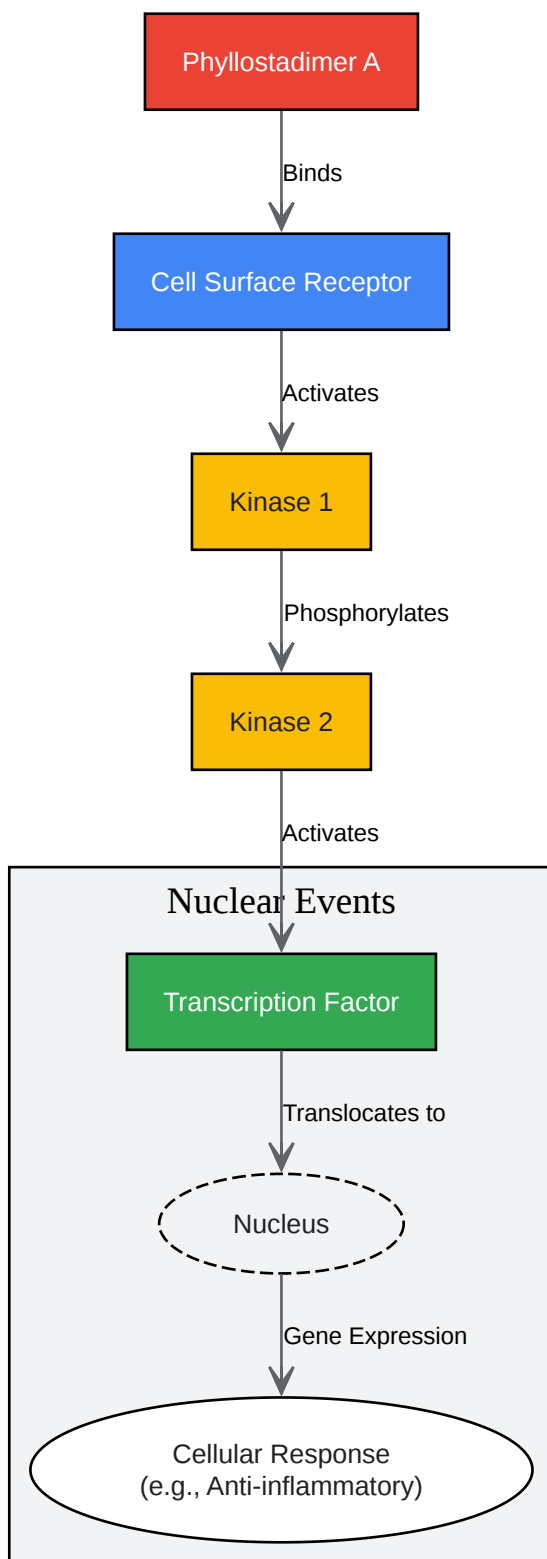 Phyllostadimer A
Binds
Cell Surface Receptor
Activates
Kinase 1
Phosphorylates
Kinase 2
Activates
Nuclear Events
Transcription Factor
Translocates to
Nucleus
Gene Expression
Cellular Response
(e.g., Anti-inflammatory)